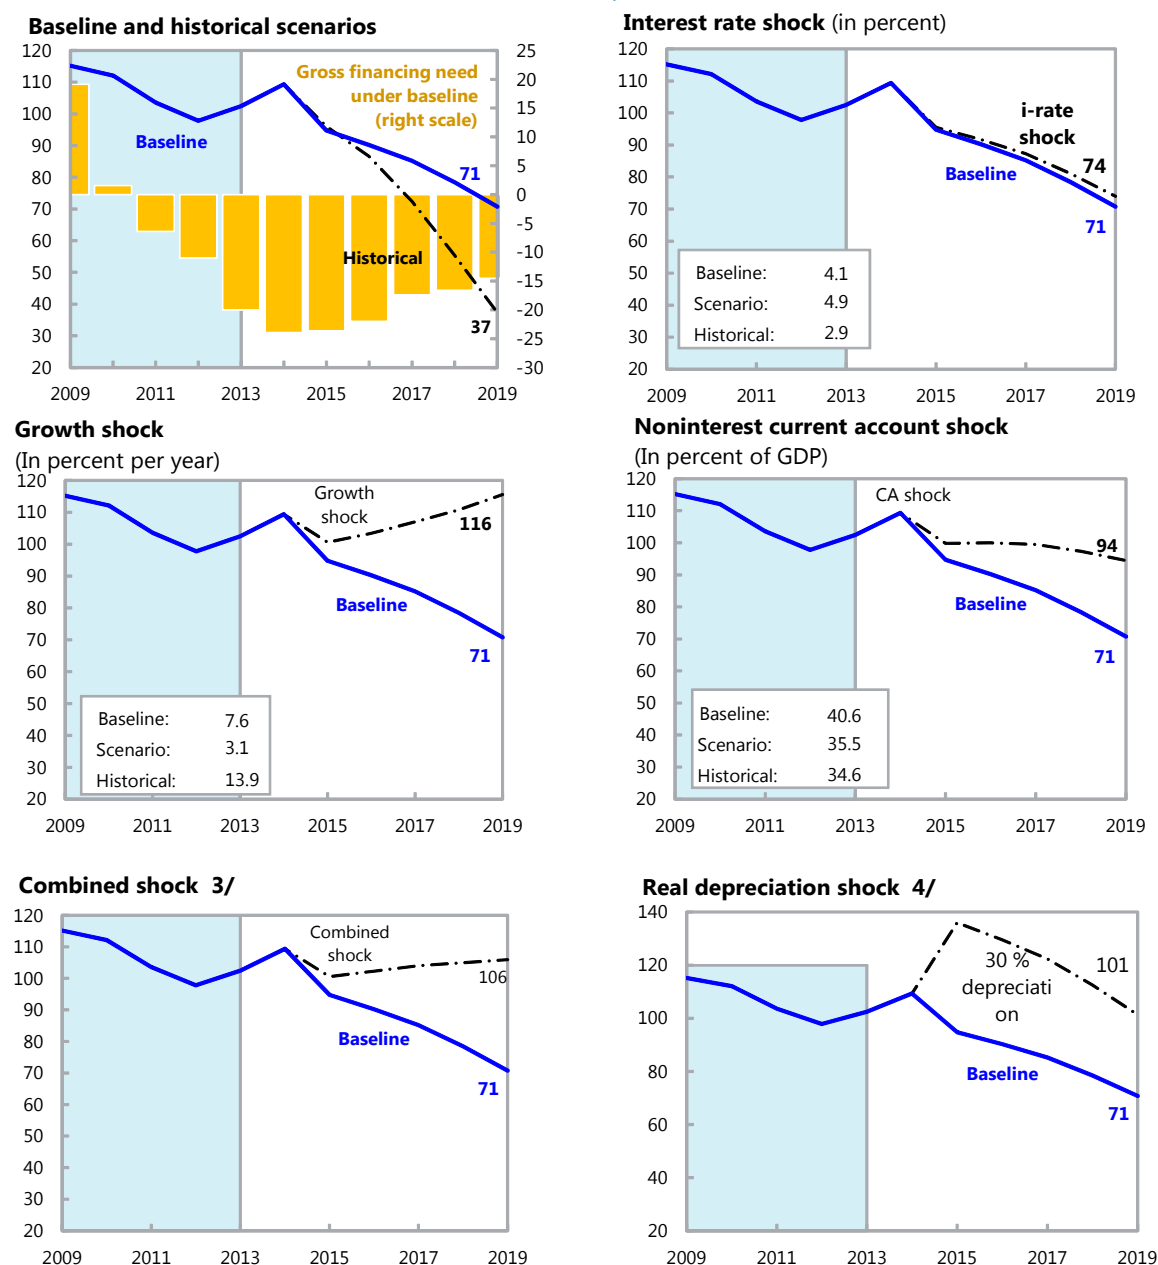 Baseline and historical scenarios
120
110
100
90
80
70
60
50
40
30
20
25
20
15
10
5
0
-5
-10
-15
-20
-25
-30
Gross financing need
under baseline
(right scale)
Baseline
71
Historical
37
2009 2011 2013 2015 2017 2019
Interest rate shock (in percent)
120
110
100
90
80
70
60
50
40
30
20
i-rate
shock
74
Baseline
71
Baseline: 4.1
Scenario: 4.9
Historical: 2.9
2009 2011 2013 2015 2017 2019
Growth shock
(In percent per year)
120
110
100
90
80
70
60
50
40
30
20
Growth
shock
116
Baseline
71
Baseline: 7.6
Scenario: 3.1
Historical: 13.9
2009 2011 2013 2015 2017 2019
Noninterest current account shock
(In percent of GDP)
120
110
100
90
80
70
60
50
40
30
20
CA shock
94
Baseline
71
Baseline: 40.6
Scenario: 35.5
Historical: 34.6
2009 2011 2013 2015 2017 2019
Combined shock 3/
120
110
100
90
80
70
60
50
40
30
20
Combined
shock
106
Baseline
71
2009 2011 2013 2015 2017 2019
Real depreciation shock 4/
140
120
100
80
60
40
20
30 %
depreciati
on
101
Baseline
71
2009 2011 2013 2015 2017 2019